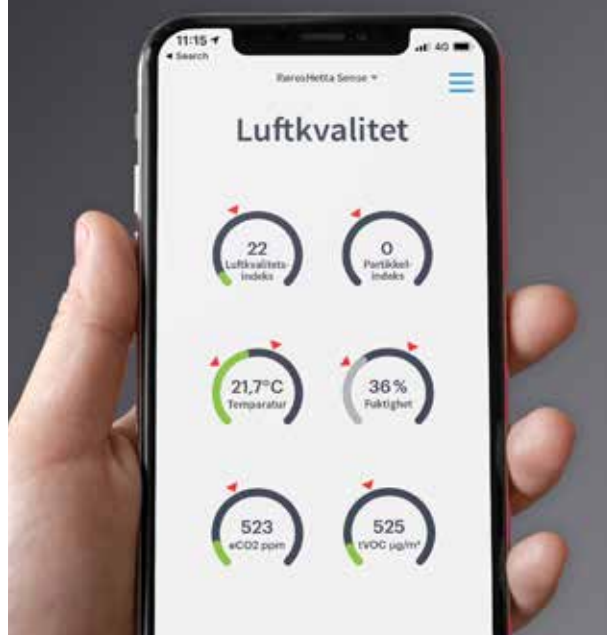 11:15
4G
◀ Search
RørosHetta Sense
Luftkvalitet
22
Luftkvalitets-
indeks
0
Partikkel-
indeks
21,7°C
Temparatur
36 %
Fuktighet
523
eCO2 ppm
525
tVOC µg/m³